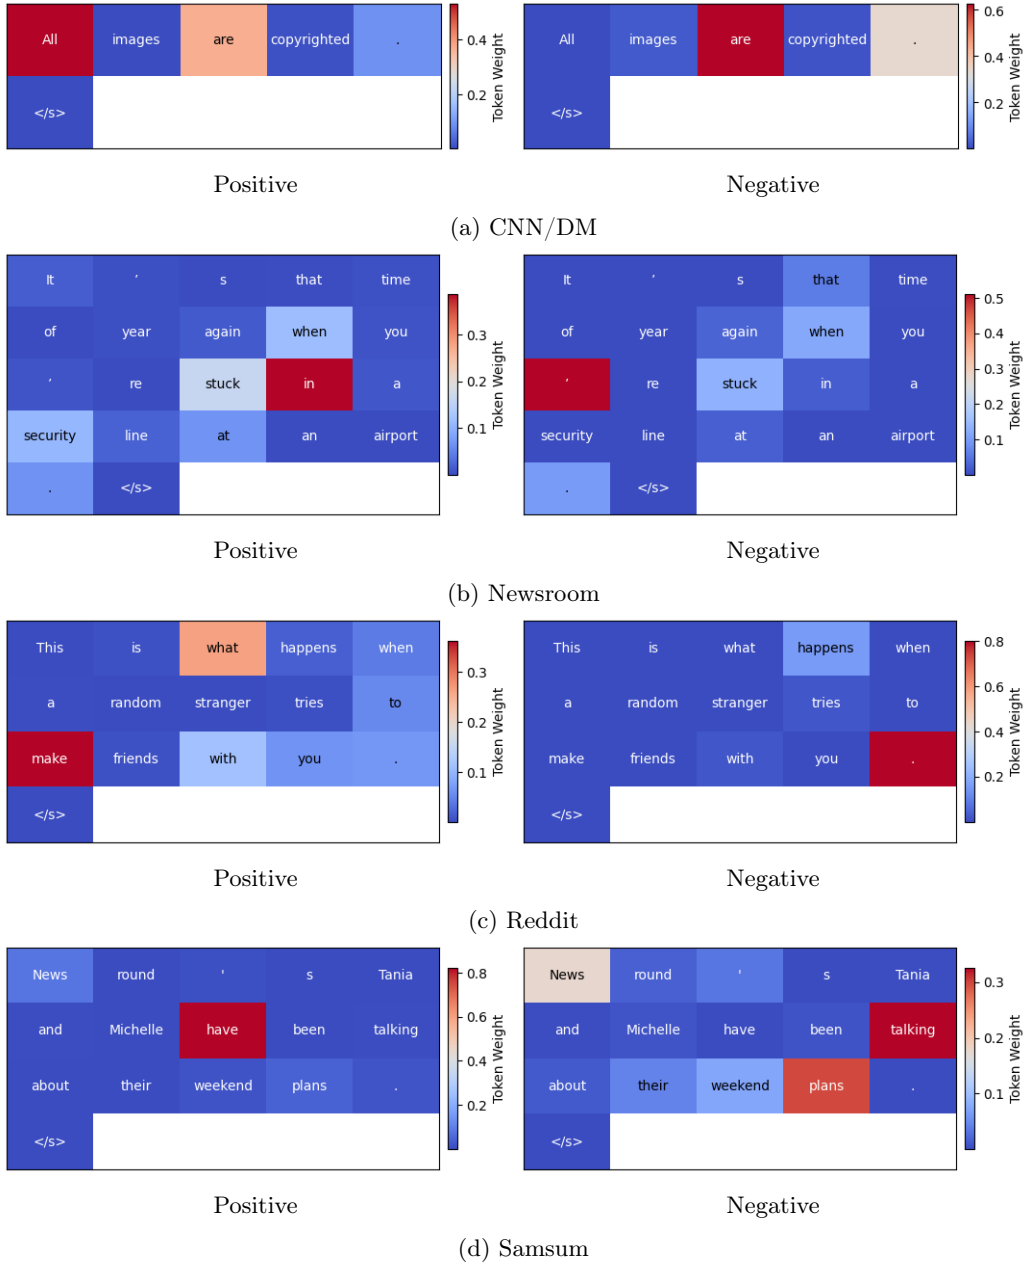 All images are copyrighted .
</s>
0.4
0.2
Token Weight
All images are copyrighted .
</s>
0.6
0.4
0.2
Token Weight
Positive
Negative
(a) CNN/DM
It ’ s that time
of year again when you
’ re stuck in a
security line at an airport
. </s>
0.3
0.2
0.1
Token Weight
It ’ s that time
of year again when you
’ re stuck in a
security line at an airport
. </s>
0.5
0.4
0.3
0.2
0.1
Token Weight
Positive
Negative
(b) Newsroom
This is what happens when
a random stranger tries to
make friends with you .
</s>
0.3
0.2
0.1
Token Weight
This is what happens when
a random stranger tries to
make friends with you .
</s>
0.8
0.6
0.4
0.2
Token Weight
Positive
Negative
(c) Reddit
News round ' s Tania
and Michelle have been talking
about their weekend plans .
</s>
0.8
0.6
0.4
0.2
Token Weight
News round ' s Tania
and Michelle have been talking
about their weekend plans .
</s>
0.3
0.2
0.1
Token Weight
Positive
Negative
(d) Samsum